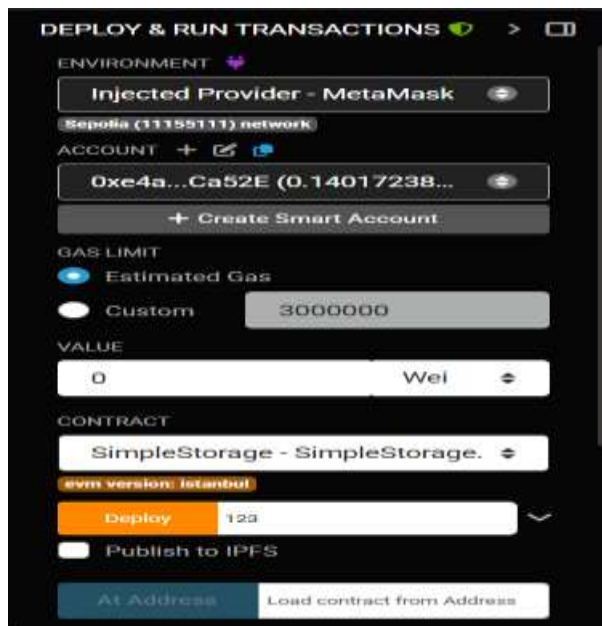 DEPLOY & RUN TRANSACTIONS >
ENVIRONMENT
Injected Provider - MetaMask
Sepolia (11155111) network
ACCOUNT +
0xe4a...Ca52E (0.14017238...
+ Create Smart Account
GAS LIMIT
Estimated Gas
Custom 3000000
VALUE
0 Wei
CONTRACT
SimpleStorage - SimpleStorage.
evm version: istanbul
Deploy 123
Publish to IPFS
At Address Load contract from Address